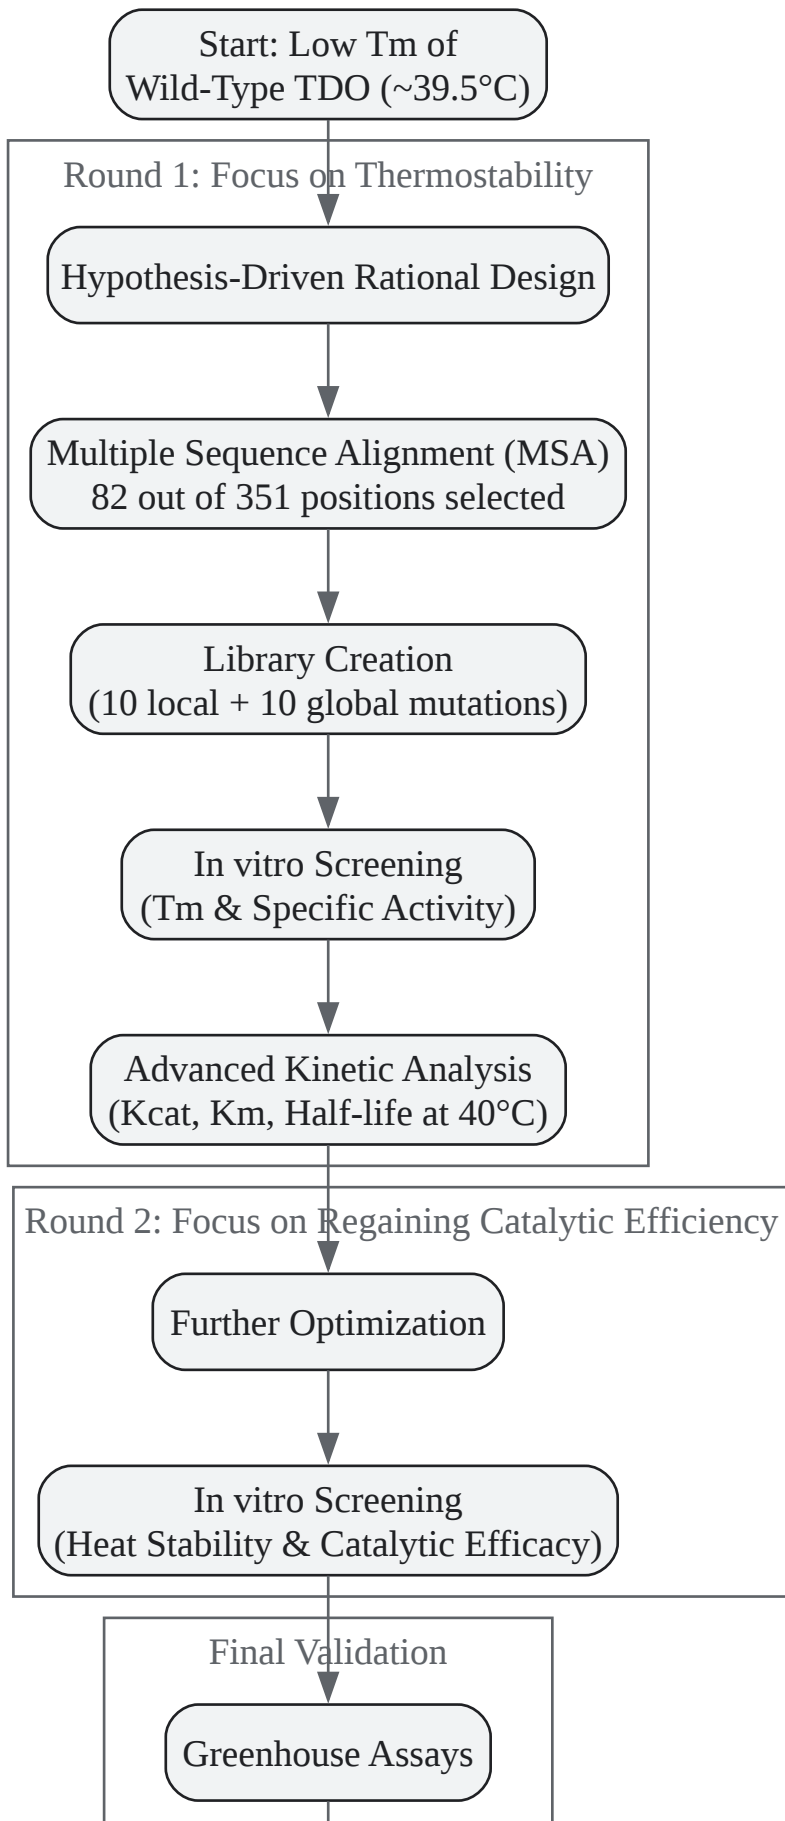 Start: Low Tm of
Wild-Type TDO (~39.5°C)
Round 1: Focus on Thermostability
Hypothesis-Driven Rational Design
Multiple Sequence Alignment (MSA)
82 out of 351 positions selected
Library Creation
(10 local + 10 global mutations)
In vitro Screening
(Tm & Specific Activity)
Advanced Kinetic Analysis
(Kcat, Km, Half-life at 40°C)
Round 2: Focus on Regaining Catalytic Efficiency
Further Optimization
In vitro Screening
(Heat Stability & Catalytic Efficacy)
Final Validation
Greenhouse Assays